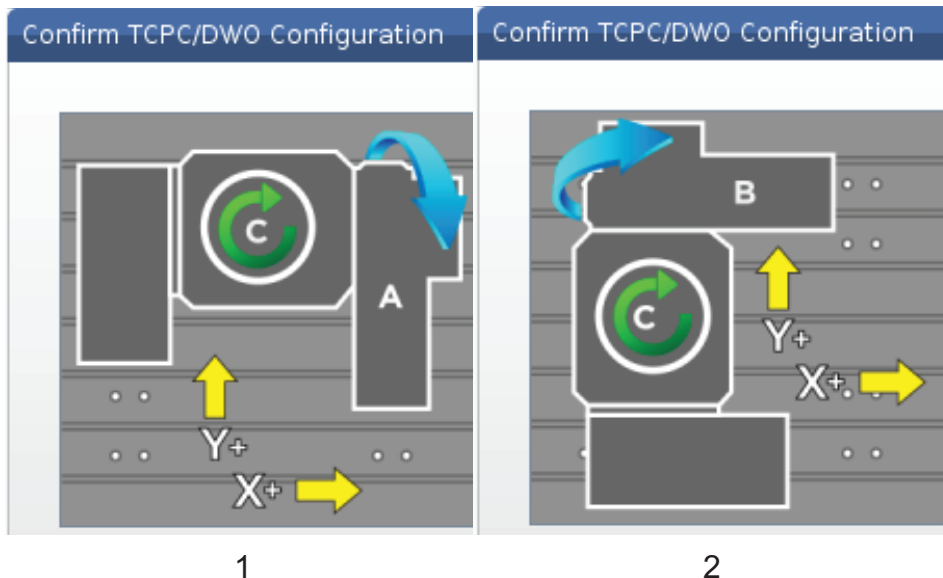 Confirm TCPC/DWO Configuration
C
A
Y+
X+
1
Confirm TCPC/DWO Configuration
B
C
Y+
X+
2